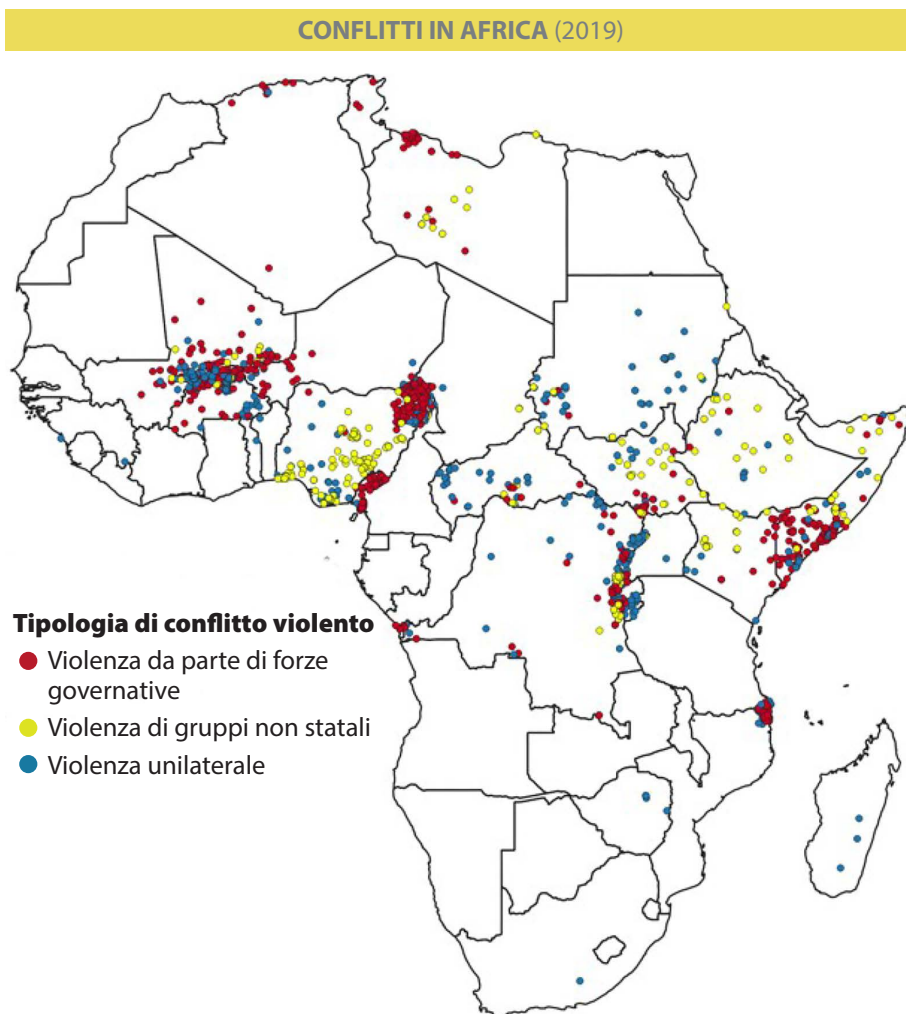 CONFLITTI IN AFRICA (2019)
Tipologia di conflitto violento
Violenza da parte di forze
governative
Violenza di gruppi non statali
Violenza unilaterale